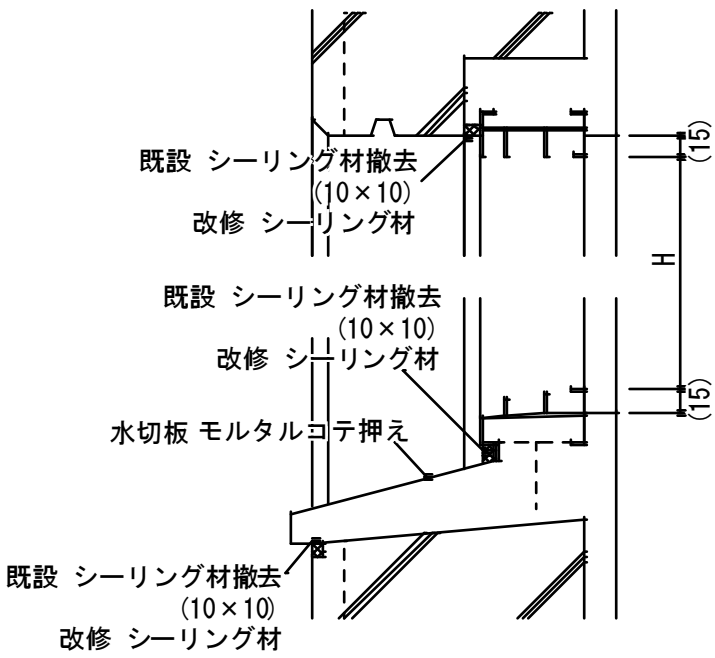 (15)
既設 シーリング材撤去
(10×10)
改修 シーリング材
H
既設 シーリング材撤去
(10×10)
改修 シーリング材
(15)
水切板 モルタルコテ押え
既設 シーリング材撤去
(10×10)
改修 シーリング材